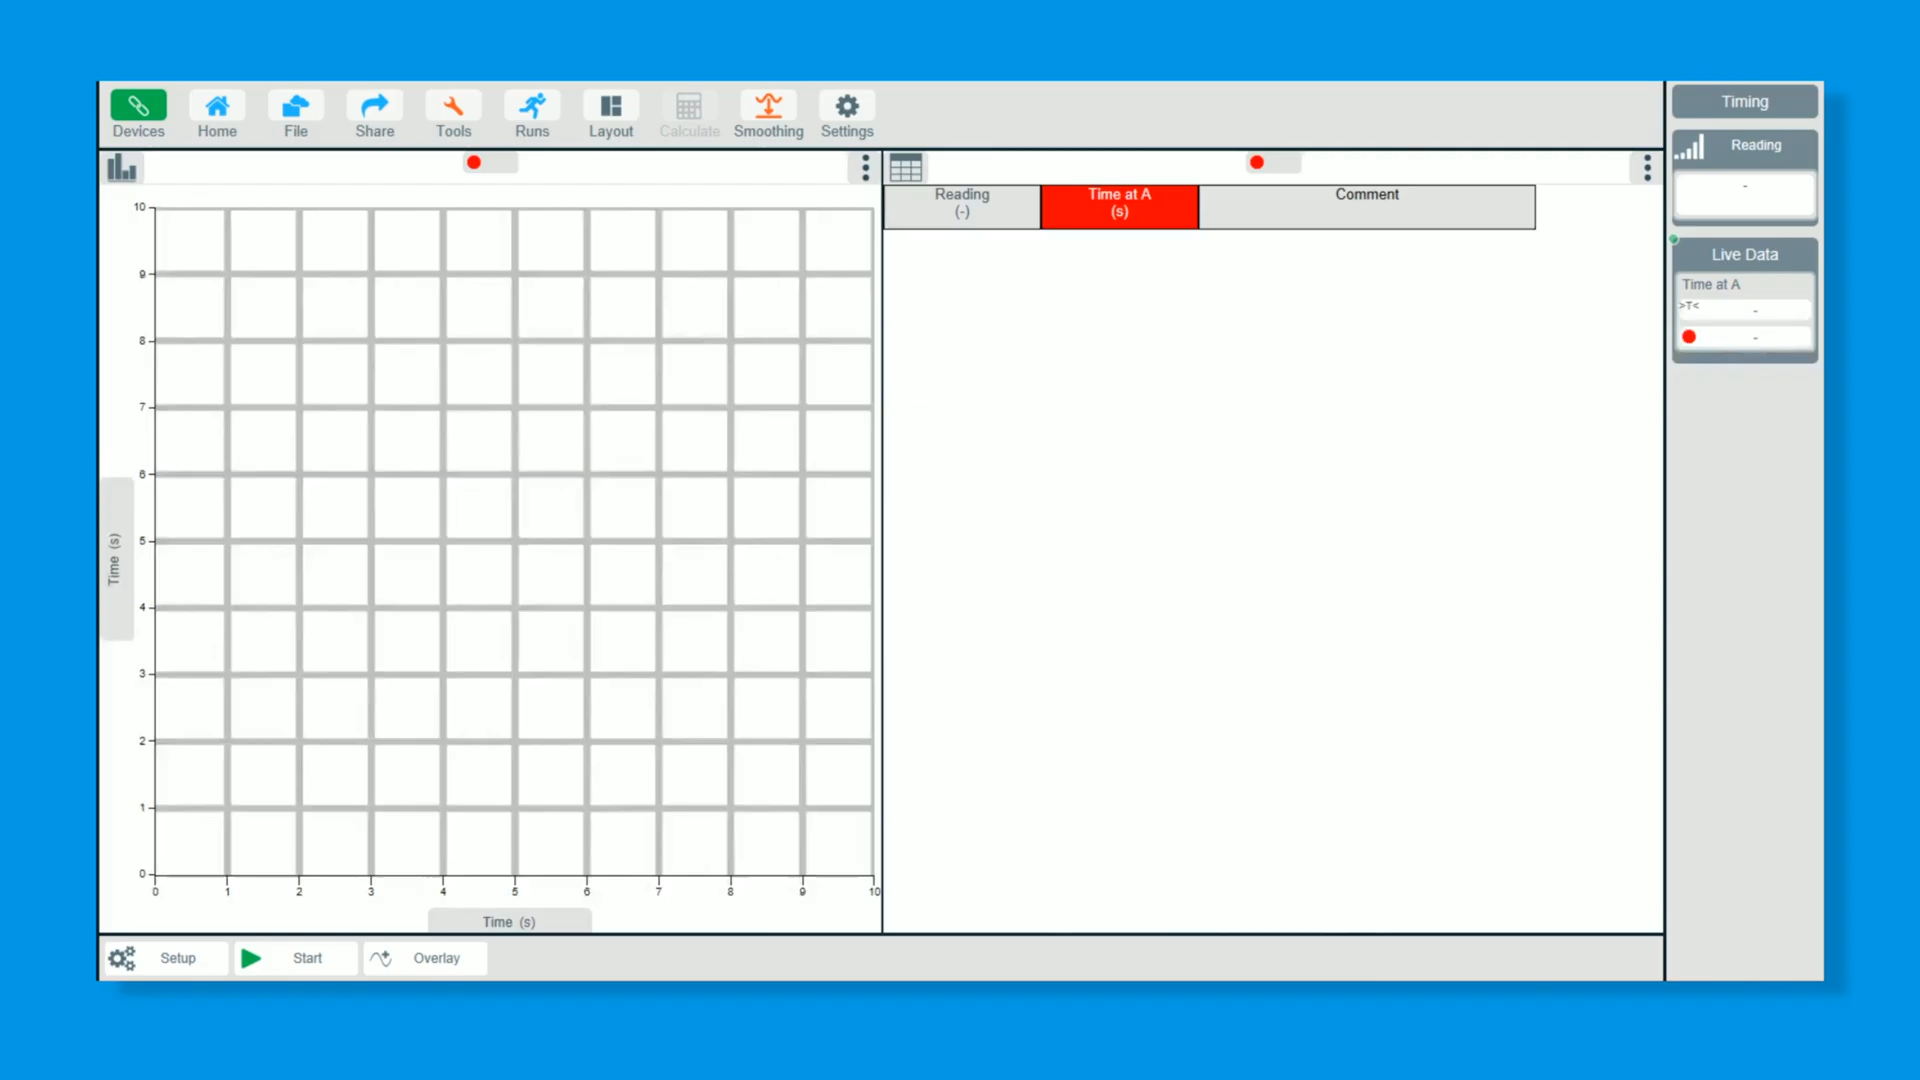 Devices Home File Share Tools Runs Layout Calculate Smoothing Settings
Timing
Reading
-
Live Data
Time at A
>T< -
-
Reading Time at A Comment
(-) (s)
10
9
8
7
6
5
4
3
2
1
0
Time (s)
0 1 2 3 4 5 6 7 8 9 10
Time (s)
Setup Start Overlay